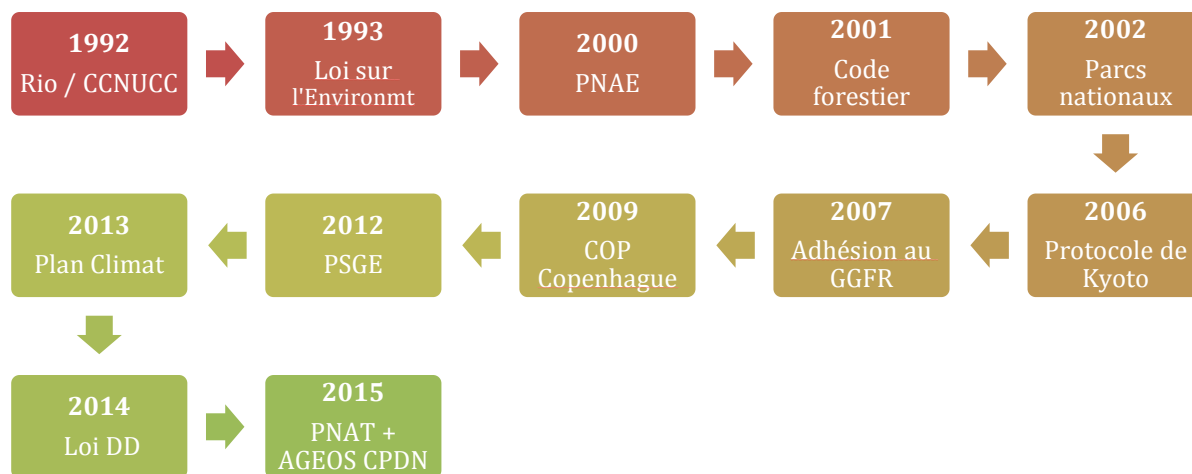 1992
Rio / CCNUCC
1993
Loi sur
l'Environmt
2000
PNAE
2001
Code
forestier
2002
Parcs
nationaux
2006
Protocole de
Kyoto
2007
Adhésion au
GGFR
2009
COP
Copenhague
2012
PSGE
2013
Plan Climat
2014
Loi DD
2015
PNAT +
AGEOS CPDN